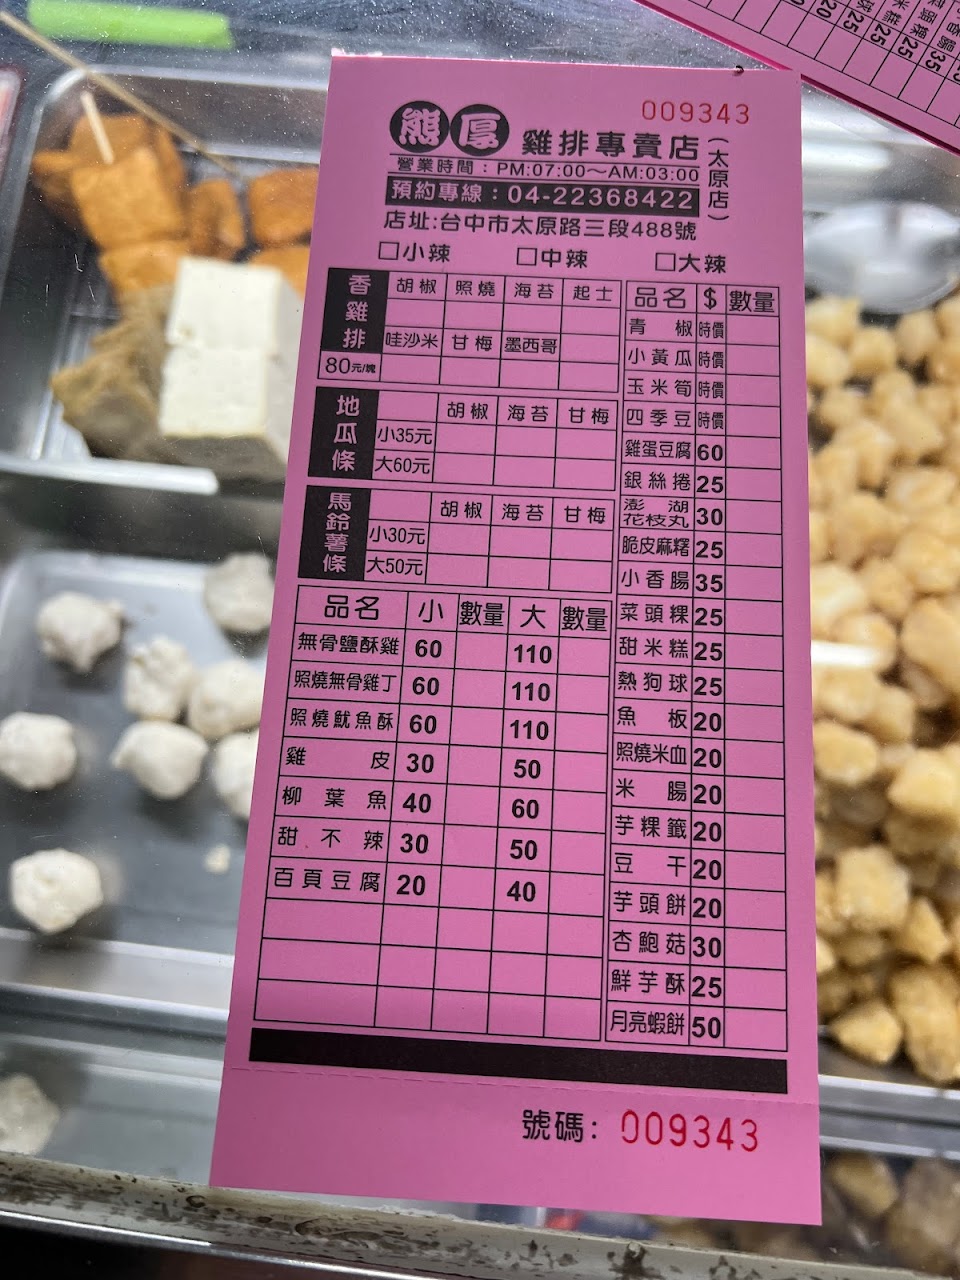 009343
熊厚 雞排專賣店 (太原店)
營業時間：PM:07:00～AM:03:00
預約專線：04-22368422
店址:台中市太原路三段488號
□小辣 □中辣 □大辣
香雞排 胡椒 照燒 海苔 起士
哇沙米 甘梅 墨西哥
80元/塊
地瓜條 胡椒 海苔 甘梅
小35元
大60元
馬鈴薯條 胡椒 海苔 甘梅
小30元
大50元
品名 小 數量 大 數量
無骨鹽酥雞 60 110
照燒無骨雞丁 60 110
照燒魷魚酥 60 110
雞皮 30 50
柳葉魚 40 60
甜不辣 30 50
百頁豆腐 20 40
品名 $ 數量
青椒 時價
小黃瓜 時價
玉米筍 時價
四季豆 時價
雞蛋豆腐 60
銀絲捲 25
澎湖花枝丸 30
脆皮麻糬 25
小香腸 35
菜頭粿 25
甜米糕 25
熱狗球 25
魚板 20
照燒米血 20
米腸 20
芋粿籤 20
豆干 20
芋頭餅 20
杏鮑菇 30
鮮芋酥 25
月亮蝦餅 50
號碼: 009343